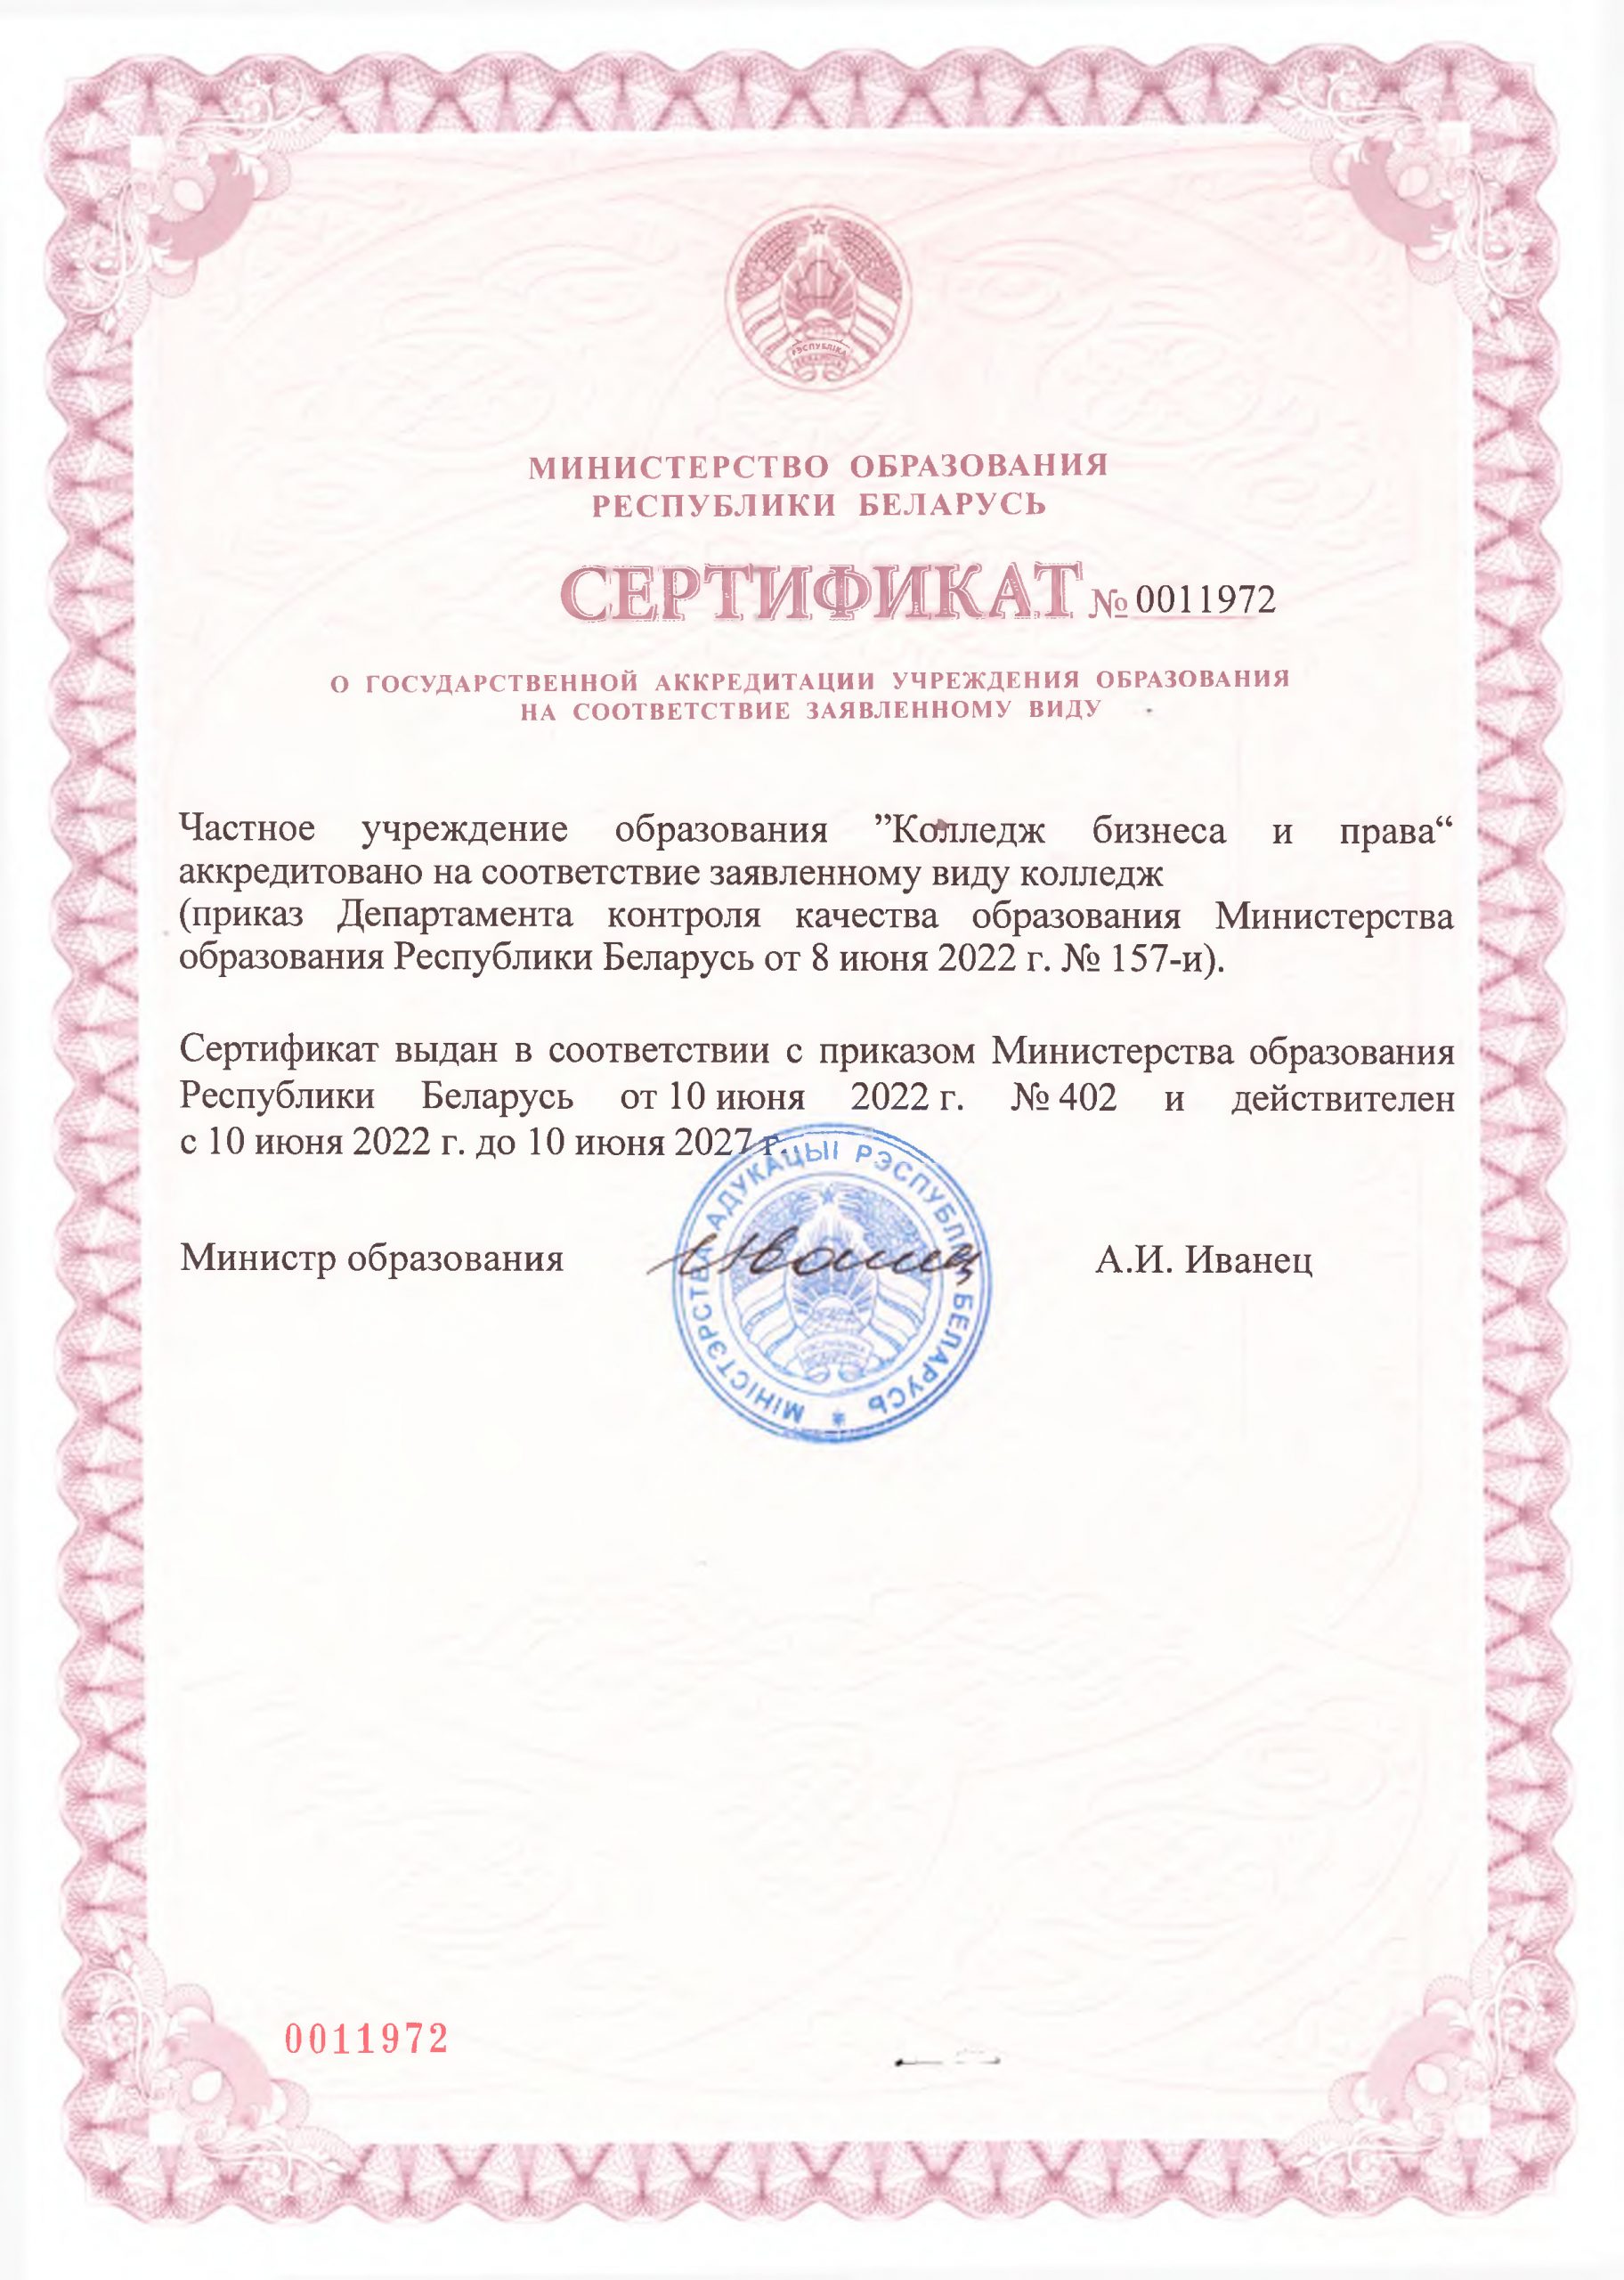 РЭСПУБЛІКА
МИНИСТЕРСТВО ОБРАЗОВАНИЯ
РЕСПУБЛИКИ БЕЛАРУСЬ
СЕРТИФИКАТ № 0011972
О ГОСУДАРСТВЕННОЙ АККРЕДИТАЦИИ УЧРЕЖДЕНИЯ ОБРАЗОВАНИЯ
НА СООТВЕТСТВИЕ ЗАЯВЛЕННОМУ ВИДУ
Частное учреждение образования ”Колледж бизнеса и права“
аккредитовано на соответствие заявленному виду колледж
(приказ Департамента контроля качества образования Министерства
образования Республики Беларусь от 8 июня 2022 г. № 157-и).
Сертификат выдан в соответствии с приказом Министерства образования
Республики Беларусь от 10 июня 2022 г. № 402 и действителен
с 10 июня 2022 г. до 10 июня 2027 г.
Министр образования Иванец А.И. Иванец
МІНІСТЭРСТВА АДУКАЦЫІ РЭСПУБЛІКІ БЕЛАРУСЬ *
0011972